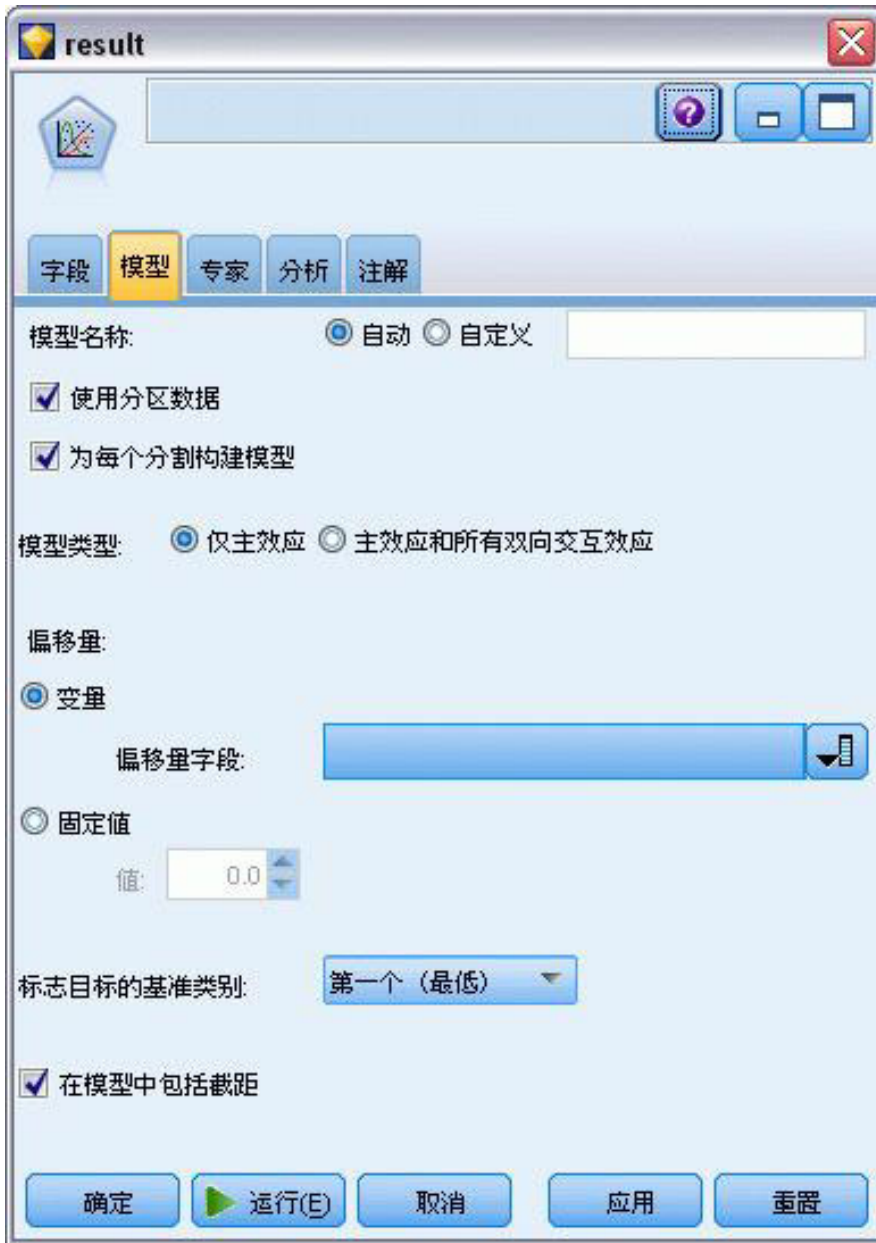 result
?
字段 模型 专家 分析 注解
模型名称: 自动 自定义
使用分区数据
为每个分割构建模型
模型类型: 仅主效应 主效应和所有双向交互效应
偏移量:
变量
偏移量字段:
固定值
值: 0.0
标志目标的基准类别: 第一个（最低）
在模型中包括截距
确定 运行(E) 取消 应用 重置